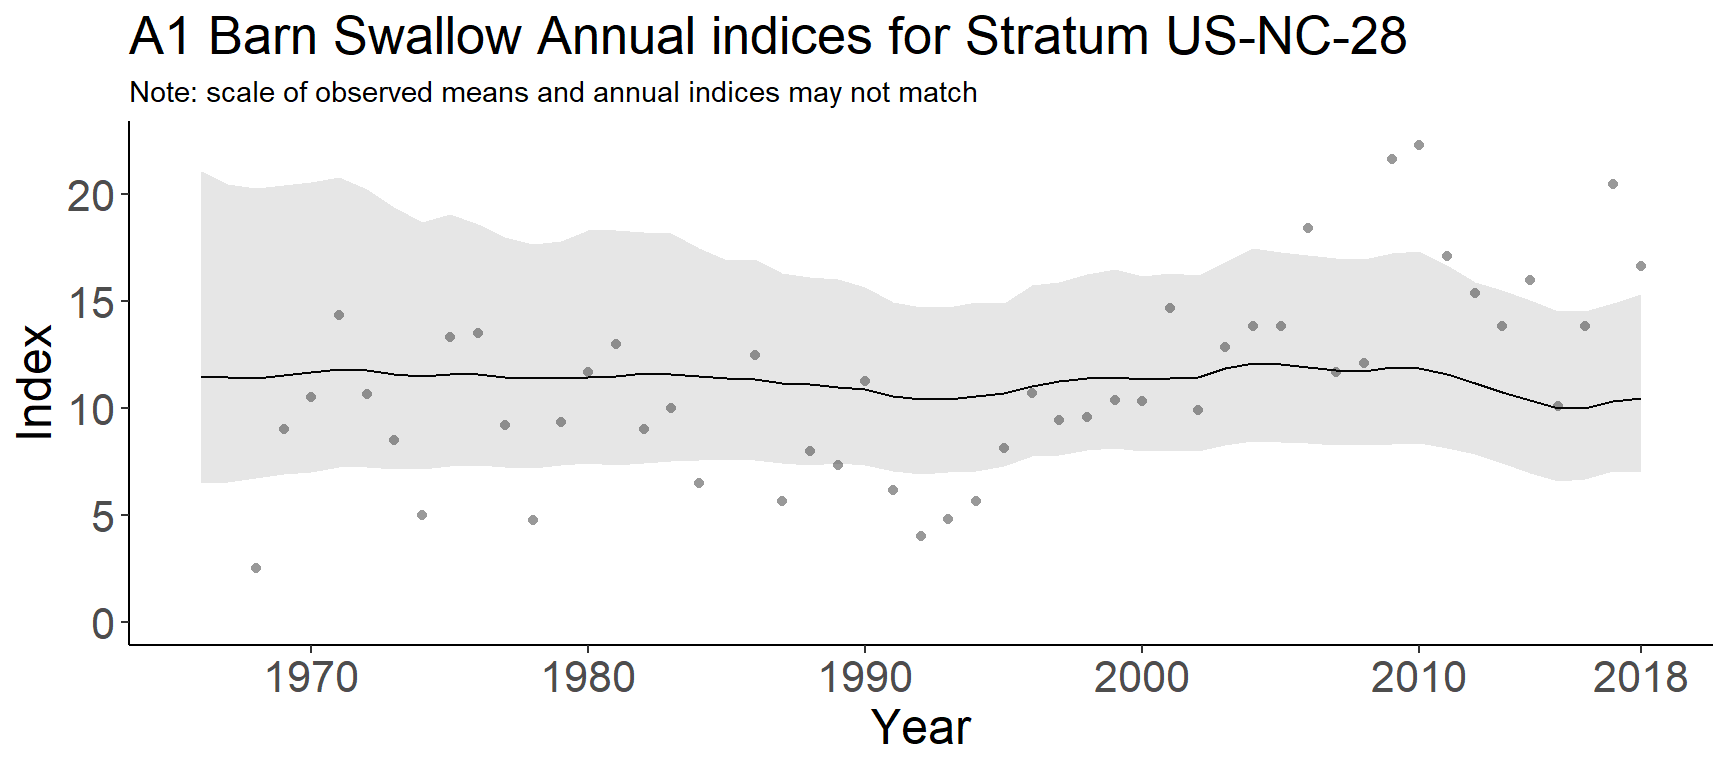 A1 Barn Swallow Annual indices for Stratum US-NC-28
Note: scale of observed means and annual indices may not match
20
15
10
5
0
Index
1970 1980 1990 2000 2010 2018
Year